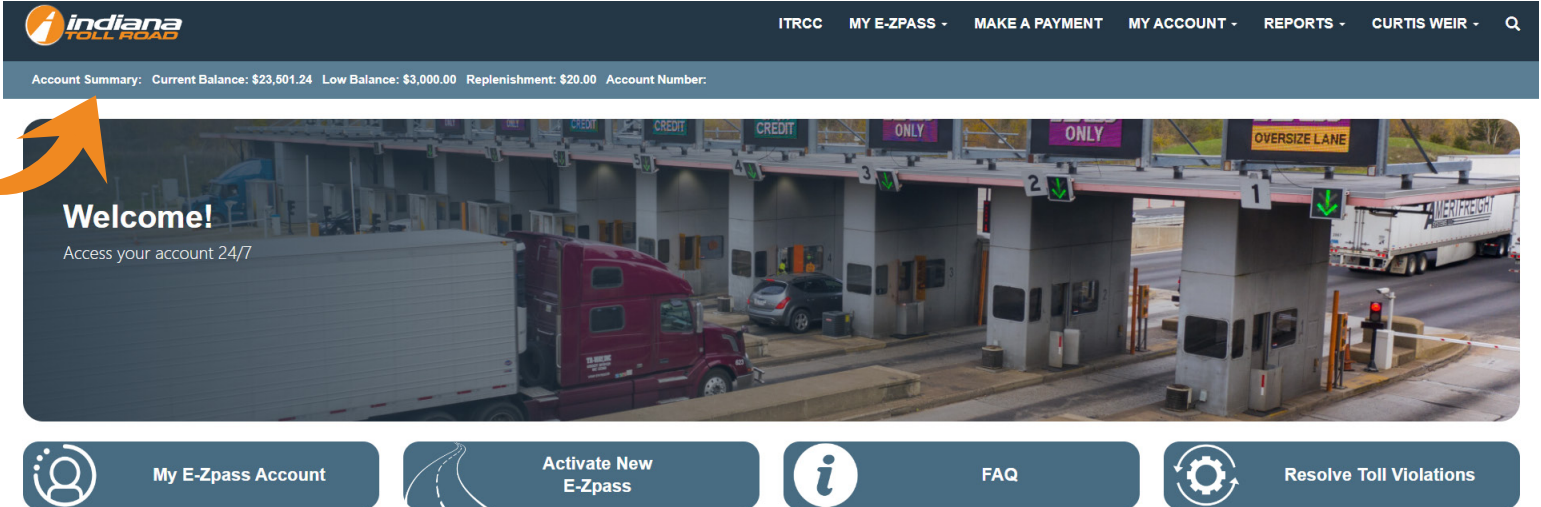 indiana
TOLL ROAD
ITRCC MY E-ZPASS MAKE A PAYMENT MY ACCOUNT REPORTS CURTIS WEIR
Account Summary: Current Balance: $23,501.24 Low Balance: $3,000.00 Replenishment: $20.00 Account Number:
CREDIT
CREDIT
CREDIT
ONLY
ONLY
OVERSIZE LANE
5
4
3
2
1
AMERIFREIGHT
Welcome!
Access your account 24/7
My E-Zpass Account
Activate New
E-Zpass
i
FAQ
Resolve Toll Violations